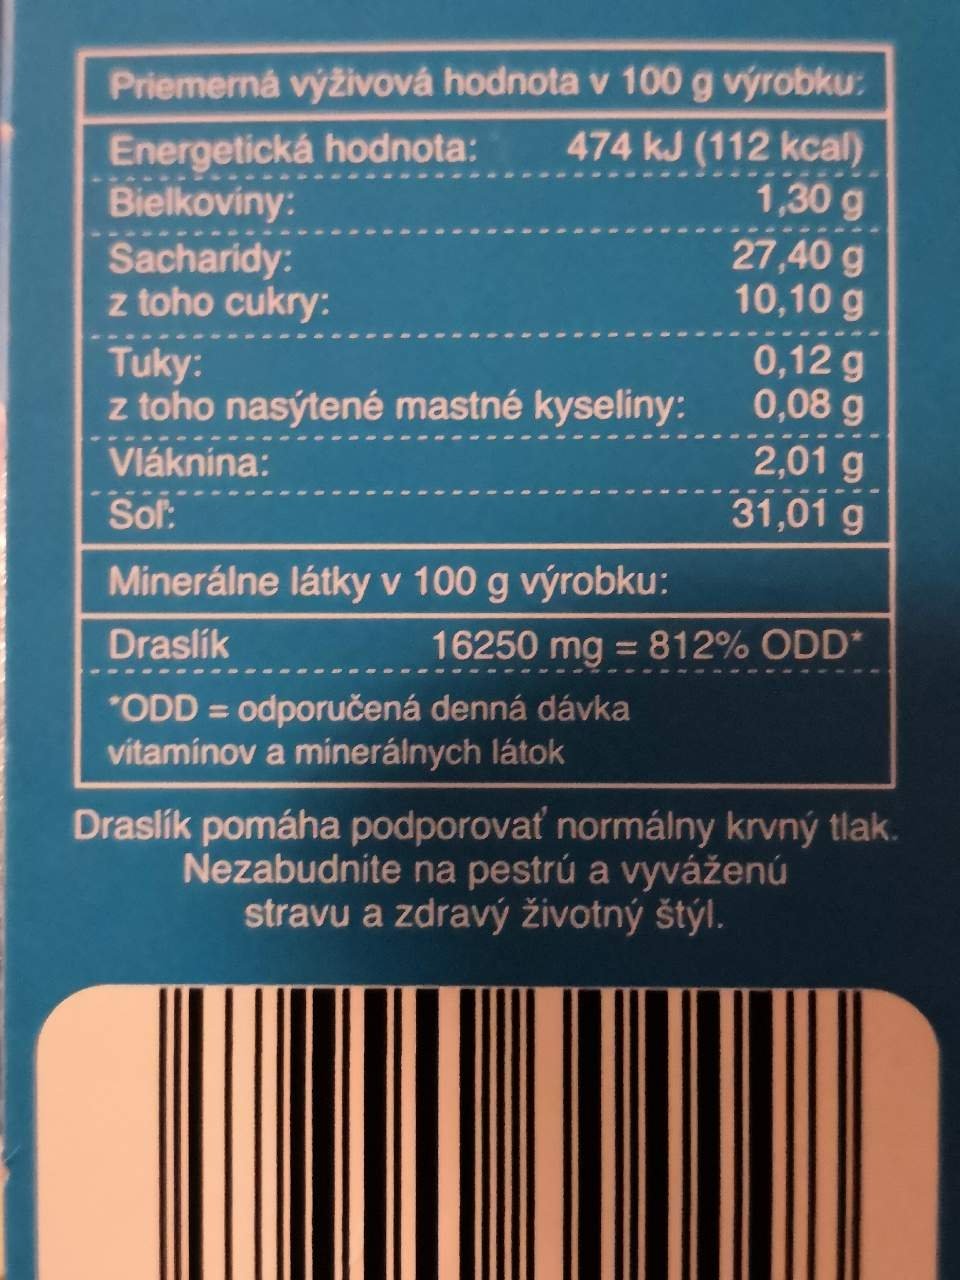 Priemerná výživová hodnota v 100 g výrobku:
Energetická hodnota: 474 kJ (112 kcal)
Bielkoviny: 1,30 g
Sacharidy: 27,40 g
z toho cukry: 10,10 g
Tuky: 0,12 g
z toho nasýtené mastné kyseliny: 0,08 g
Vláknina: 2,01 g
Soľ: 31,01 g
Minerálne látky v 100 g výrobku:
Draslík 16250 mg = 812% ODD*
*ODD = odporučená denná dávka
vitamínov a minerálnych látok
Draslík pomáha podporovať normálny krvný tlak.
Nezabudnite na pestrú a vyváženú
stravu a zdravý životný štýl.